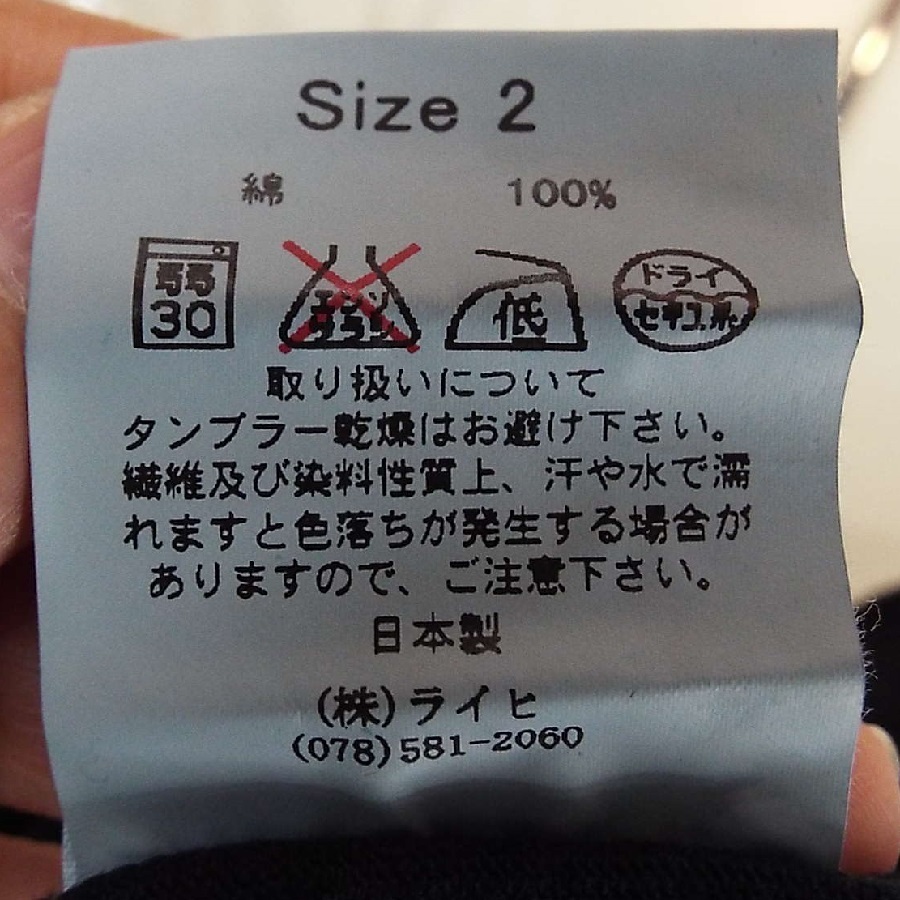 Size 2
綿 100%
弱 30 エンソ 低 ドライ
セキユ系
取り扱いについて
タンブラー乾燥はお避け下さい。
繊維及び染料性質上、汗や水で濡
れますと色落ちが発生する場合が
ありますので、ご注意下さい。
日本製
(株)ライヒ
(078)581-2060